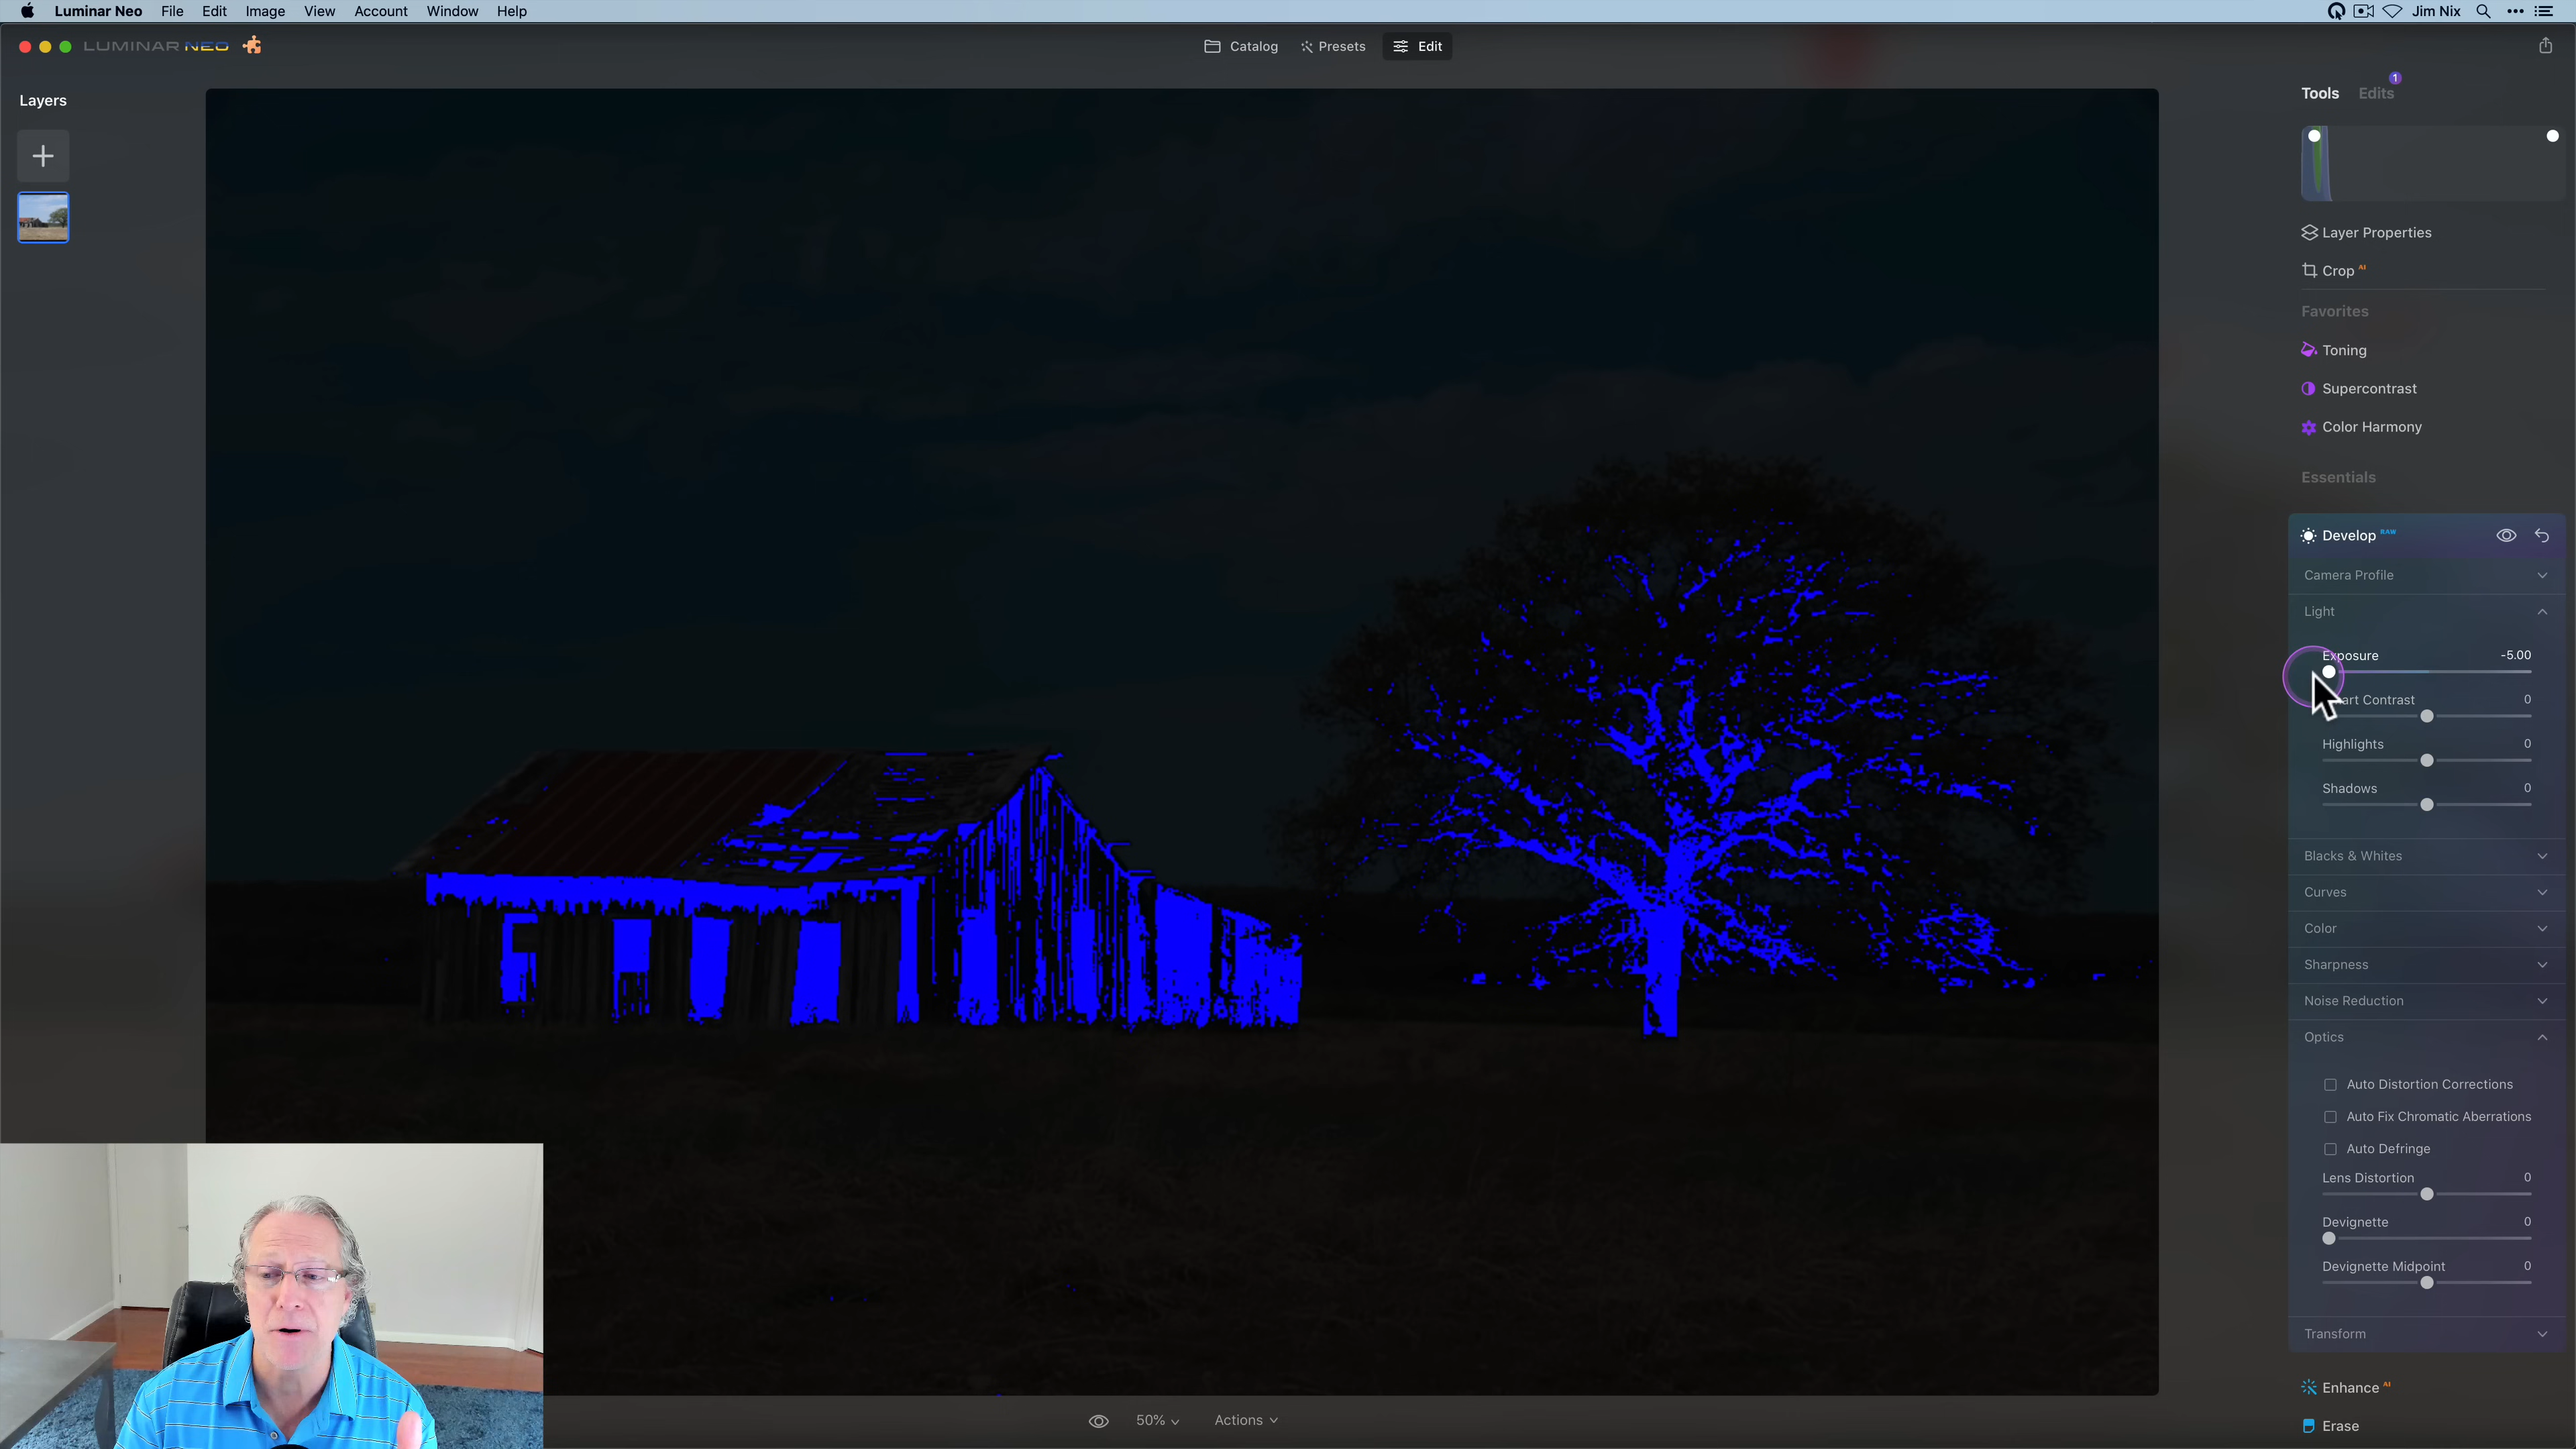 Luminar Neo File Edit Image View Account Window Help Jim Nix
LUMINAR NEO Catalog Presets Edit
Layers
Tools Edits 1
Layer Properties
Crop AI
Favorites
Toning
Supercontrast
Color Harmony
Essentials
Develop RAW
Camera Profile
Light
Exposure -5.00
art Contrast 0
Highlights 0
Shadows 0
Blacks & Whites
Curves
Color
Sharpness
Noise Reduction
Optics
Auto Distortion Corrections
Auto Fix Chromatic Aberrations
Auto Defringe
Lens Distortion 0
Devignette 0
Devignette Midpoint 0
Transform
Enhance AI
Erase
50% Actions